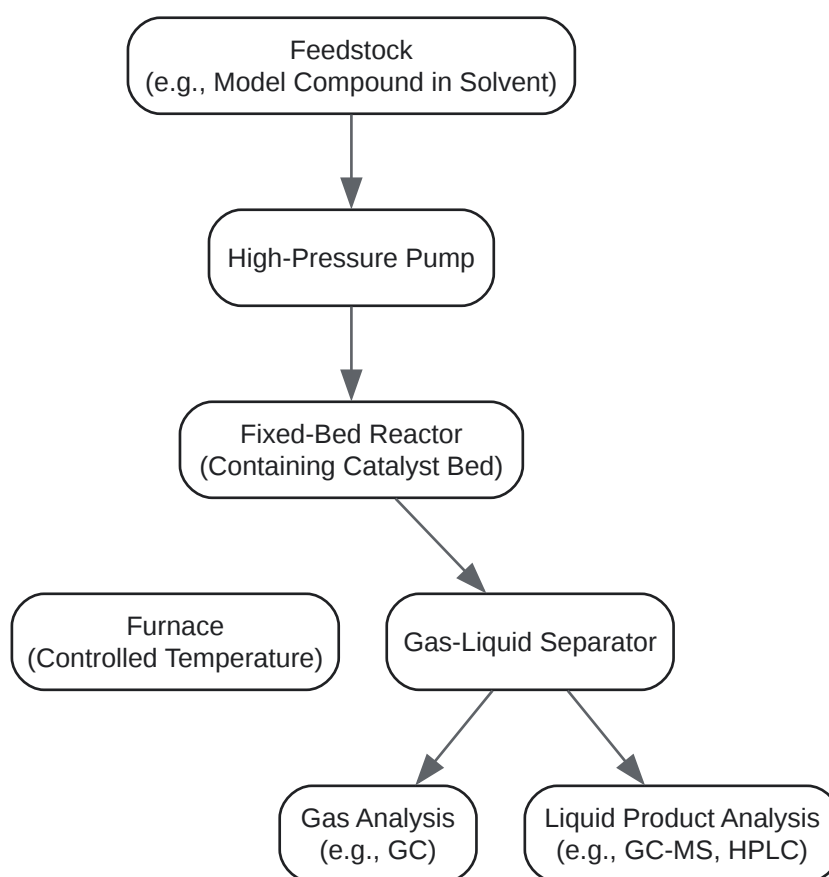 Feedstock
(e.g., Model Compound in Solvent)
High-Pressure Pump
Fixed-Bed Reactor
(Containing Catalyst Bed)
Furnace
(Controlled Temperature)
Gas-Liquid Separator
Gas Analysis
(e.g., GC)
Liquid Product Analysis
(e.g., GC-MS, HPLC)